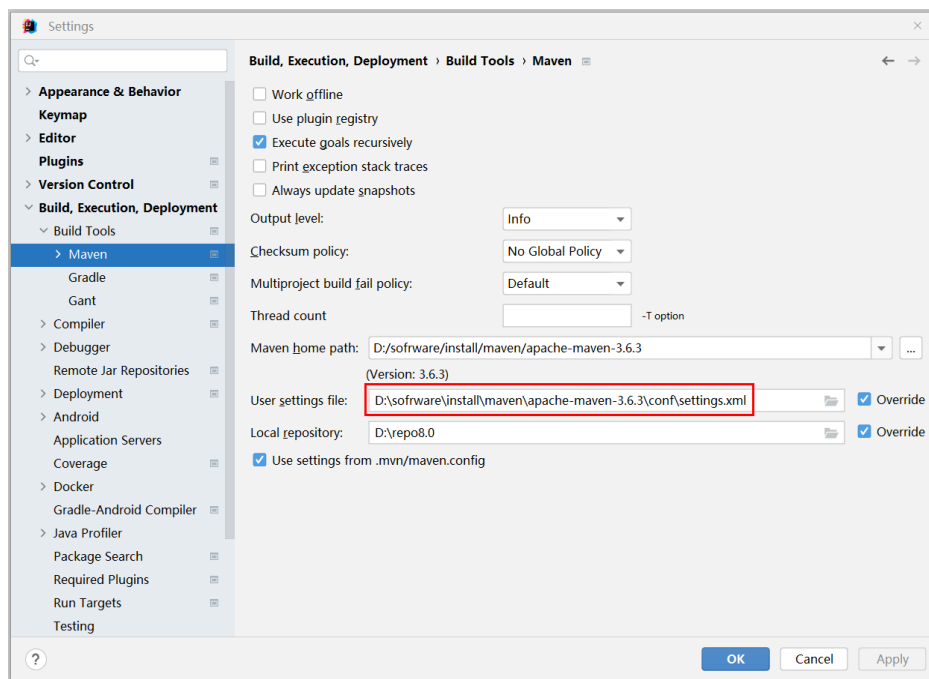 Settings
Build, Execution, Deployment › Build Tools › Maven
Appearance & Behavior
Keymap
Editor
Plugins
Version Control
Build, Execution, Deployment
Build Tools
Maven
Gradle
Gant
Compiler
Debugger
Remote Jar Repositories
Deployment
Android
Application Servers
Coverage
Docker
Gradle-Android Compiler
Java Profiler
Package Search
Required Plugins
Run Targets
Testing
Work offline
Use plugin registry
Execute goals recursively
Print exception stack traces
Always update snapshots
Output level: Info
Checksum policy: No Global Policy
Multiproject build fail policy: Default
Thread count -T option
Maven home path: D:/sofrware/install/maven/apache-maven-3.6.3 ...
(Version: 3.6.3)
User settings file: D:\sofrware\install\maven\apache-maven-3.6.3\conf\settings.xml Override
Local repository: D:\repo8.0 Override
Use settings from .mvn/maven.config
? OK Cancel Apply